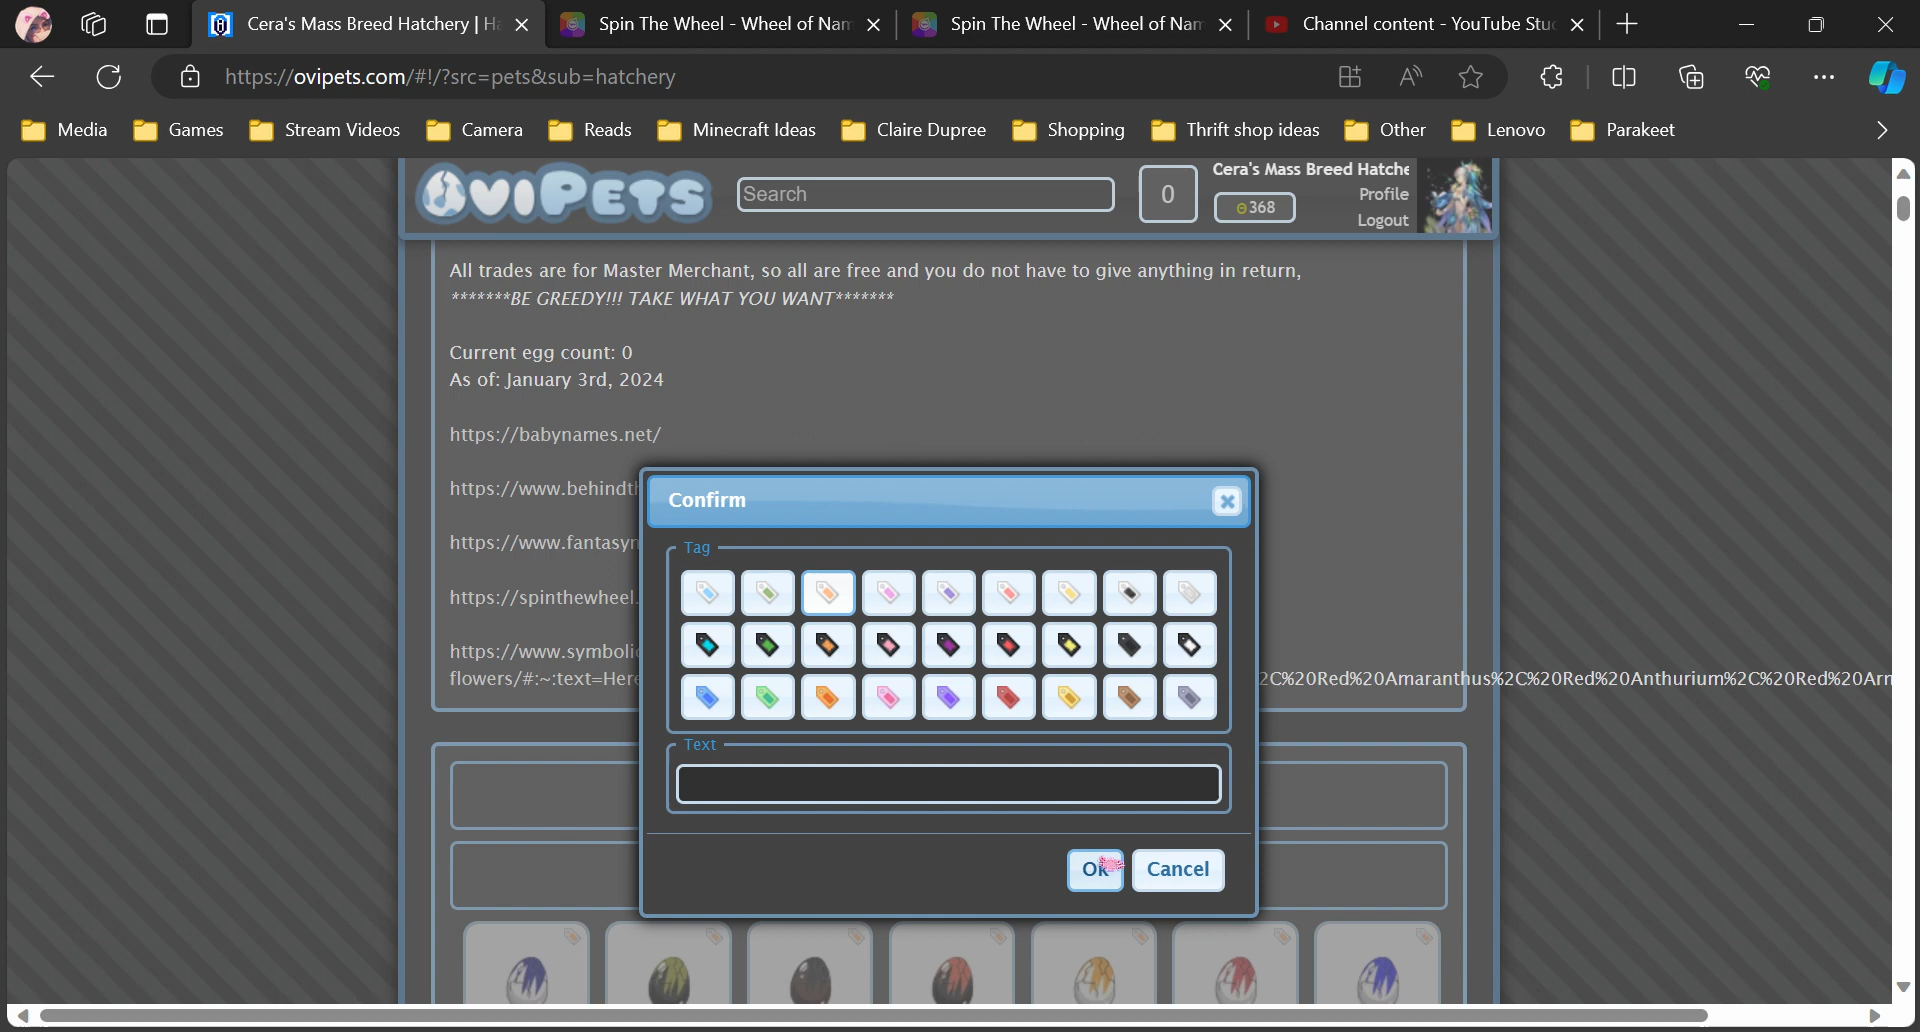 Cera's Mass Breed Hatchery | Ha
Spin The Wheel - Wheel of Nam
Spin The Wheel - Wheel of Nam
Channel content - YouTube Stu
https://ovipets.com/#!/?src=pets&sub=hatchery
Media
Games
Stream Videos
Camera
Reads
Minecraft Ideas
Claire Dupree
Shopping
Thrift shop ideas
Other
Lenovo
Parakeet
OviPets
Search
0
Cera's Mass Breed Hatche
368
Profile
Logout
All trades are for Master Merchant, so all are free and you do not have to give anything in return,
*******BE GREEDY!!! TAKE WHAT YOU WANT*******
Current egg count: 0
As of: January 3rd, 2024
https://babynames.net/
https://www.behindth
https://www.fantasyn
https://spinthewheel.
https://www.symbolic
flowers/#:~:text=Here
2C%20Red%20Amaranthus%2C%20Red%20Anthurium%2C%20Red%20Arm
Confirm
Tag
Text
Ok
Cancel